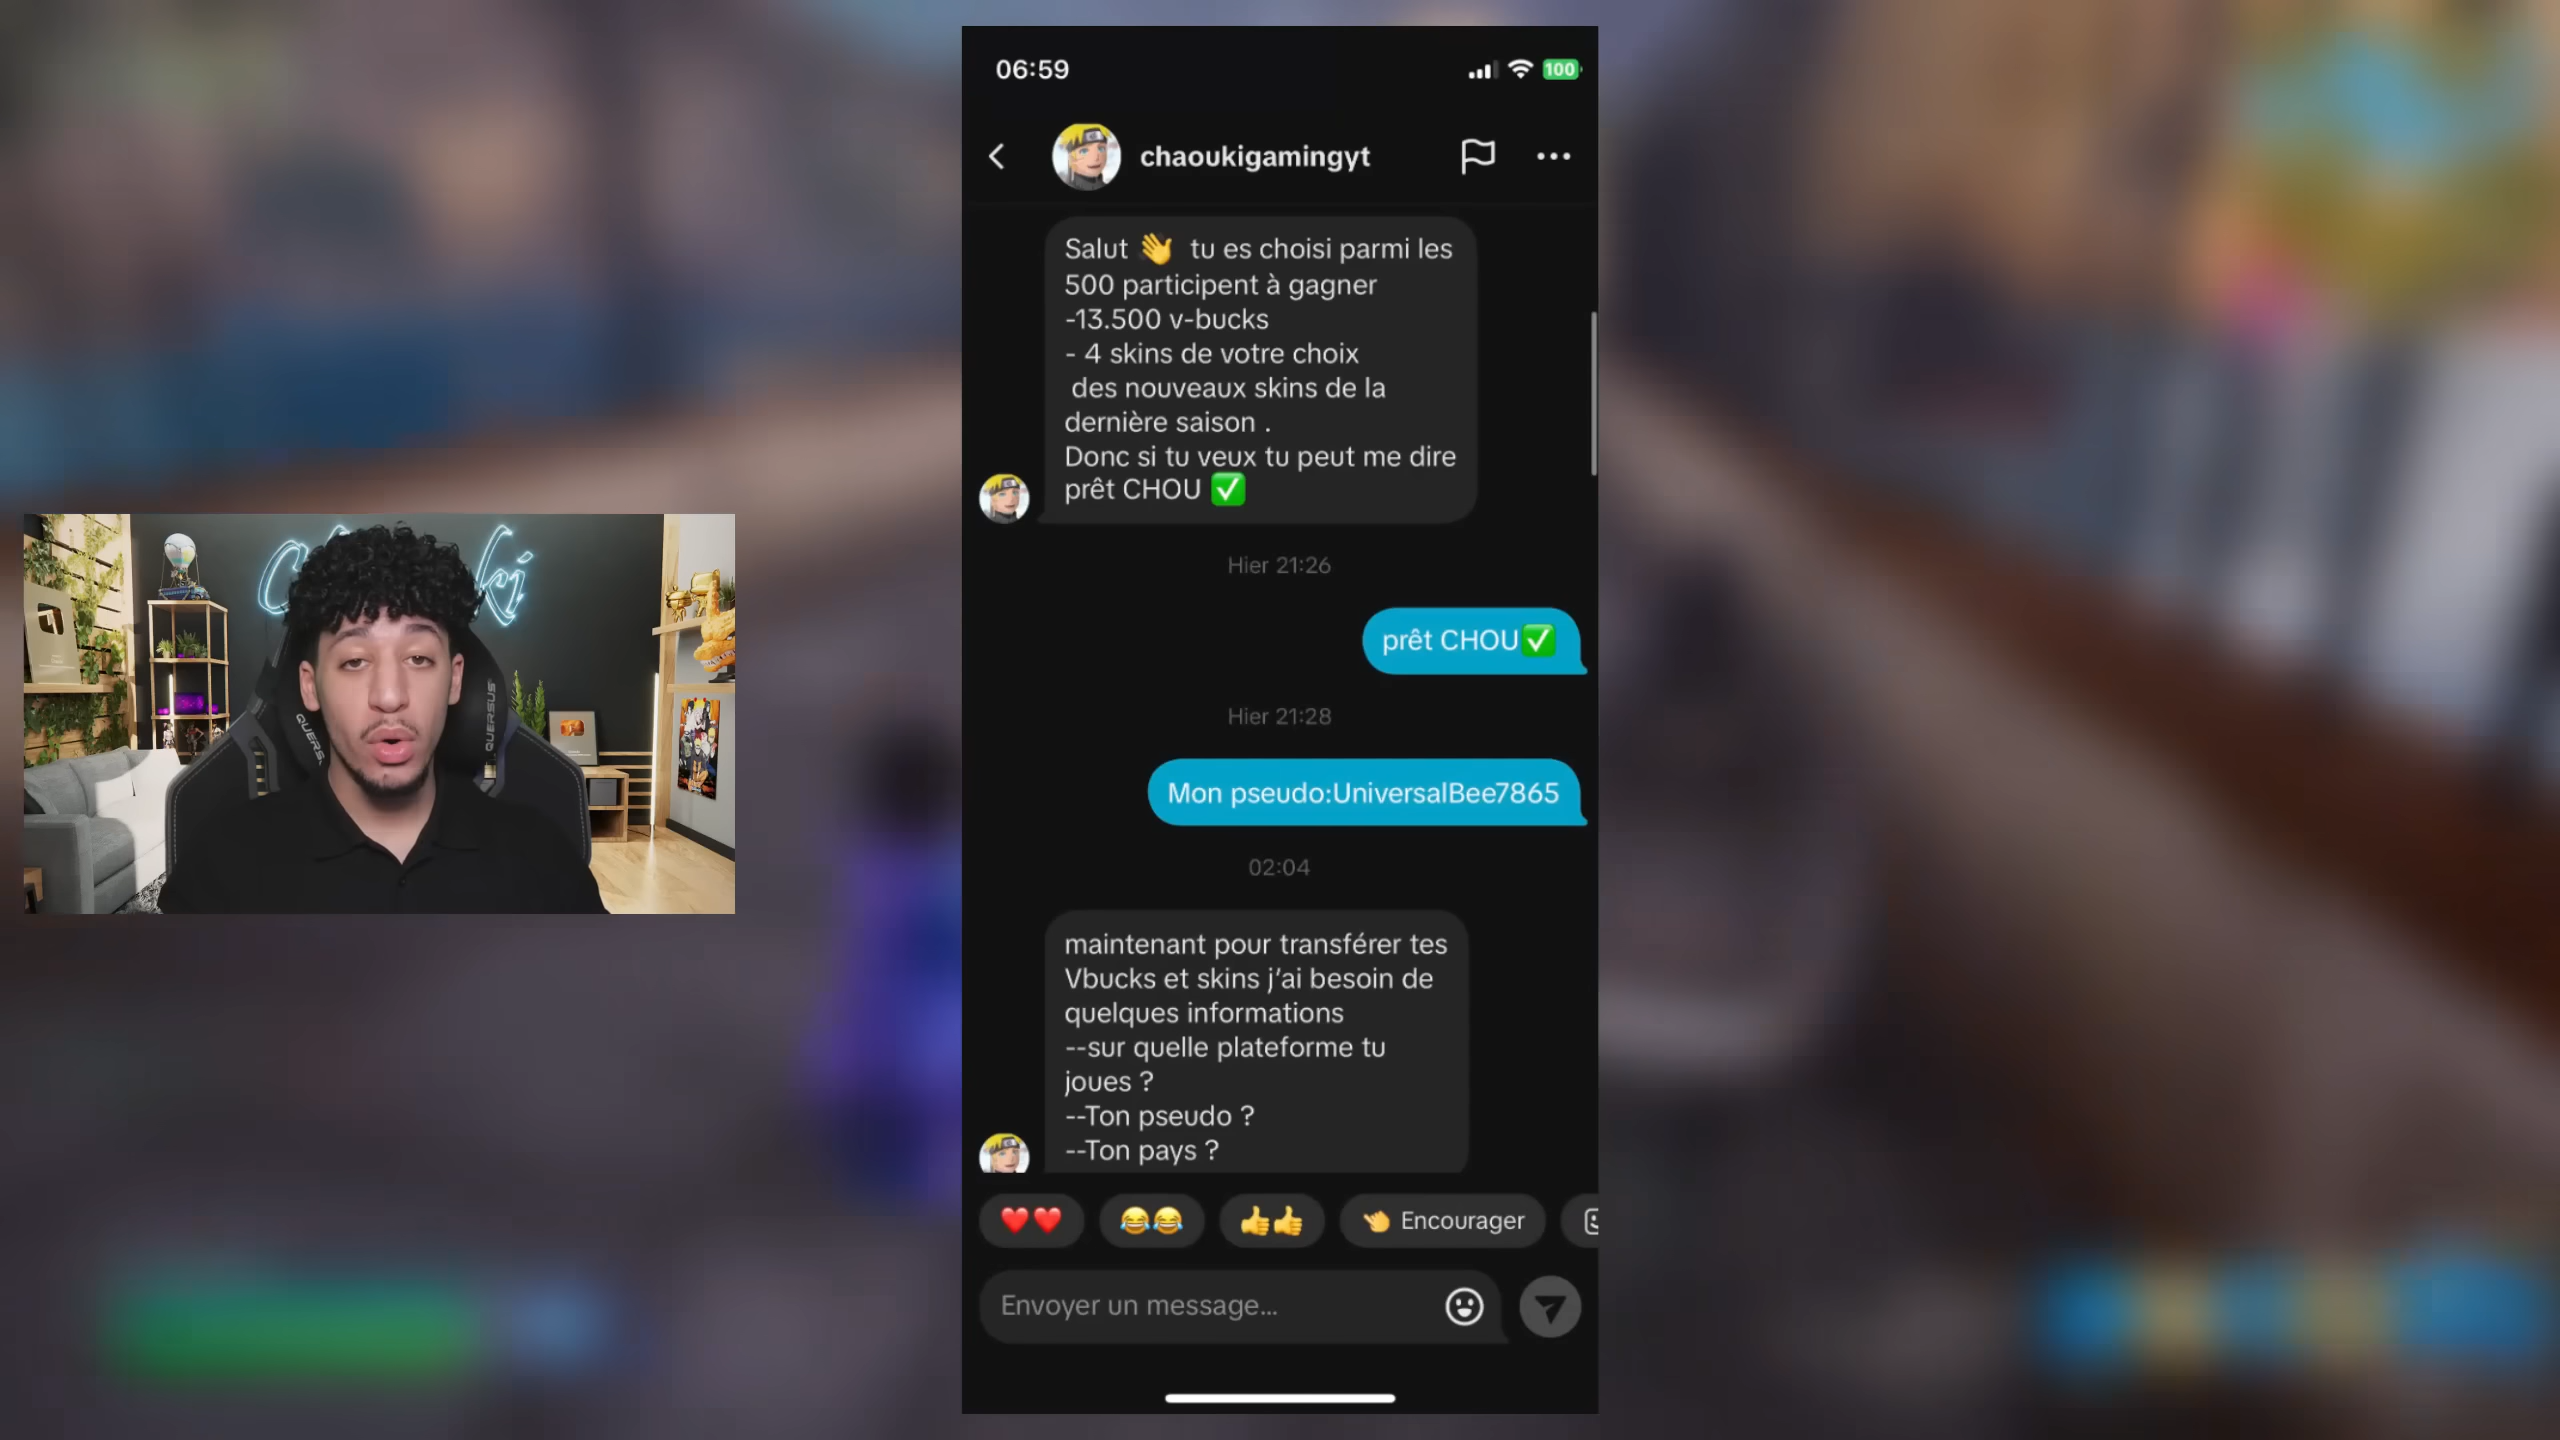 06:59
100
chaoukigamingyt
Salut 👋 tu es choisi parmi les
500 participent à gagner
-13.500 v-bucks
- 4 skins de votre choix
des nouveaux skins de la
dernière saison .
Donc si tu veux tu peut me dire
prêt CHOU ✅
Hier 21:26
prêt CHOU✅
Hier 21:28
Mon pseudo:UniversalBee7865
02:04
maintenant pour transférer tes
Vbucks et skins j'ai besoin de
quelques informations
--sur quelle plateforme tu
joues ?
--Ton pseudo ?
--Ton pays ?
Encourager
Envoyer un message...
QUERSUS